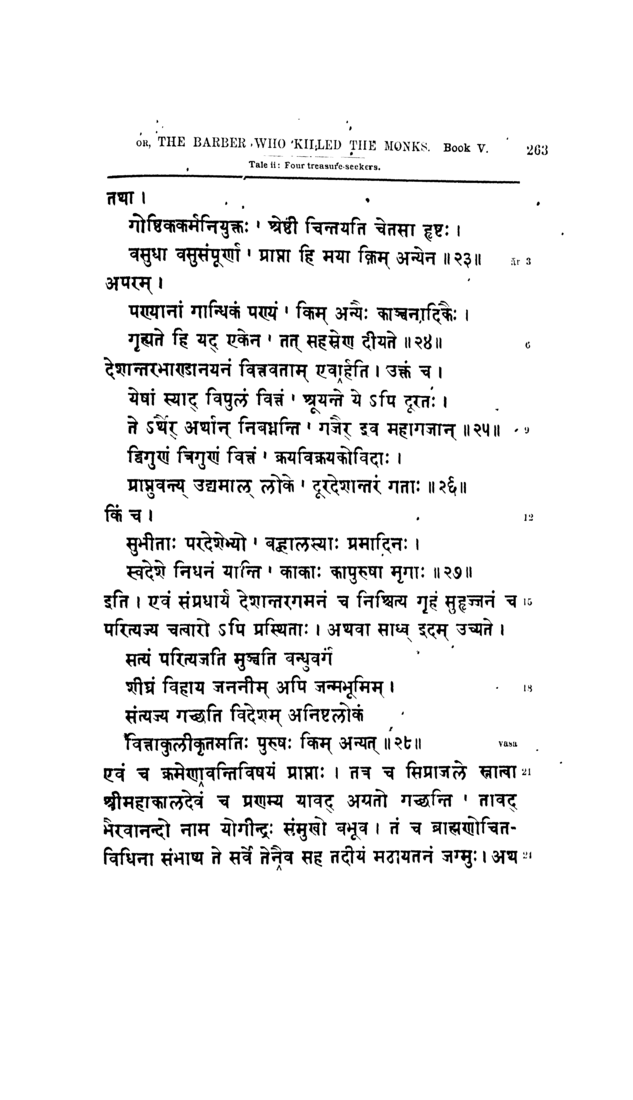 OR, THE BARBER WHO KILLED THE MONKS. Book V. 263
Tale ii: Four treasure-seekers.
तथा ।
गोष्ठिककर्मनियुक्तः ' श्रेष्ठी चिन्तयति चेतसा हृष्टः ।
वसुधा वसुसंपूर्णा ' प्राप्ता हि मया किम् अन्येन ॥२३॥ ār 3
अपरम् ।
पण्यानां गान्धिकं पण्यं ' किम् अन्यैः काञ्चनादिकैः ।
गृह्यते हि यद् एकेन ' तत् सहस्रेण दीयते ॥२४॥ 6
देशान्तरभाण्डानयनं वित्तवताम् एवार्हति । उक्तं च ।
येषां स्याद् विपुलं वित्तं ' श्रूयन्ते ये ऽपि दूरतः ।
ते ऽर्थैर् अर्थान् निबध्नन्ति ' गजैर् इव महागजान् ॥२५॥ 9
द्विगुणं त्रिगुणं वित्तं ' क्रयविक्रयकोविदाः ।
प्राप्नुवन्त्य् उद्यमाल् लोके ' दूरदेशान्तरं गताः ॥२६॥
किं च । 12
सुभीताः परदेशेभ्यो ' बह्वालस्याः प्रमादिनः ।
स्वदेशे निधनं यान्ति ' काकाः कापुरुषा मृगाः ॥२७॥
इति । एवं संप्रधार्य देशान्तरगमनं च निश्चित्य गृहं सुहृज्जनं च 15
परित्यज्य चत्वारो ऽपि प्रस्थिताः । अथवा साध्व् इदम् उच्यते ।
सत्यं परित्यजति मुञ्चति बन्धुवर्गं
शीघ्रं विहाय जननीम् अपि जन्मभूमिम् । 18
संत्यज्य गच्छति विदेशम् अनिष्टलोकं
वित्ताकुलीकृतमतिः पुरुषः किम् अन्यत् ॥२८॥ vasa
एवं च क्रमेणावन्तिविषयं प्राप्ताः । तत्र च सिप्राजले स्नात्वा 21
श्रीमहाकालदेवं च प्रणम्य यावद् अग्रतो गच्छन्ति ' तावद्
भैरवानन्दो नाम योगीन्द्रः संमुखो बभूव । तं च ब्राह्मणोचित-
विधिना संभाष्य ते सर्वे तेनैव सह तदीयं मठायतनं जग्मुः । अथ 24